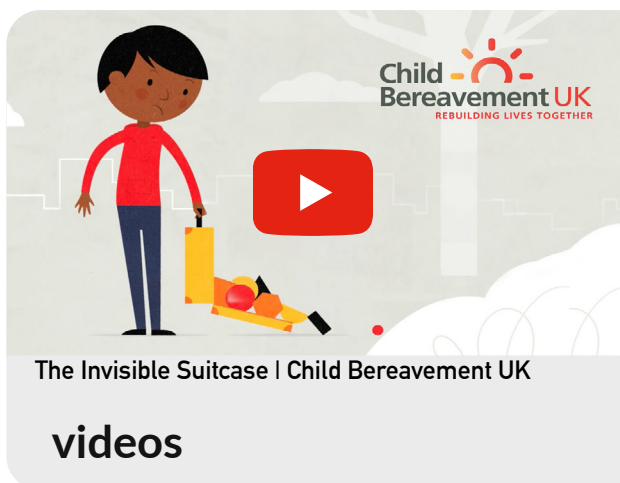 Child
Bereavement UK
REBUILDING LIVES TOGETHER
The Invisible Suitcase | Child Bereavement UK
videos